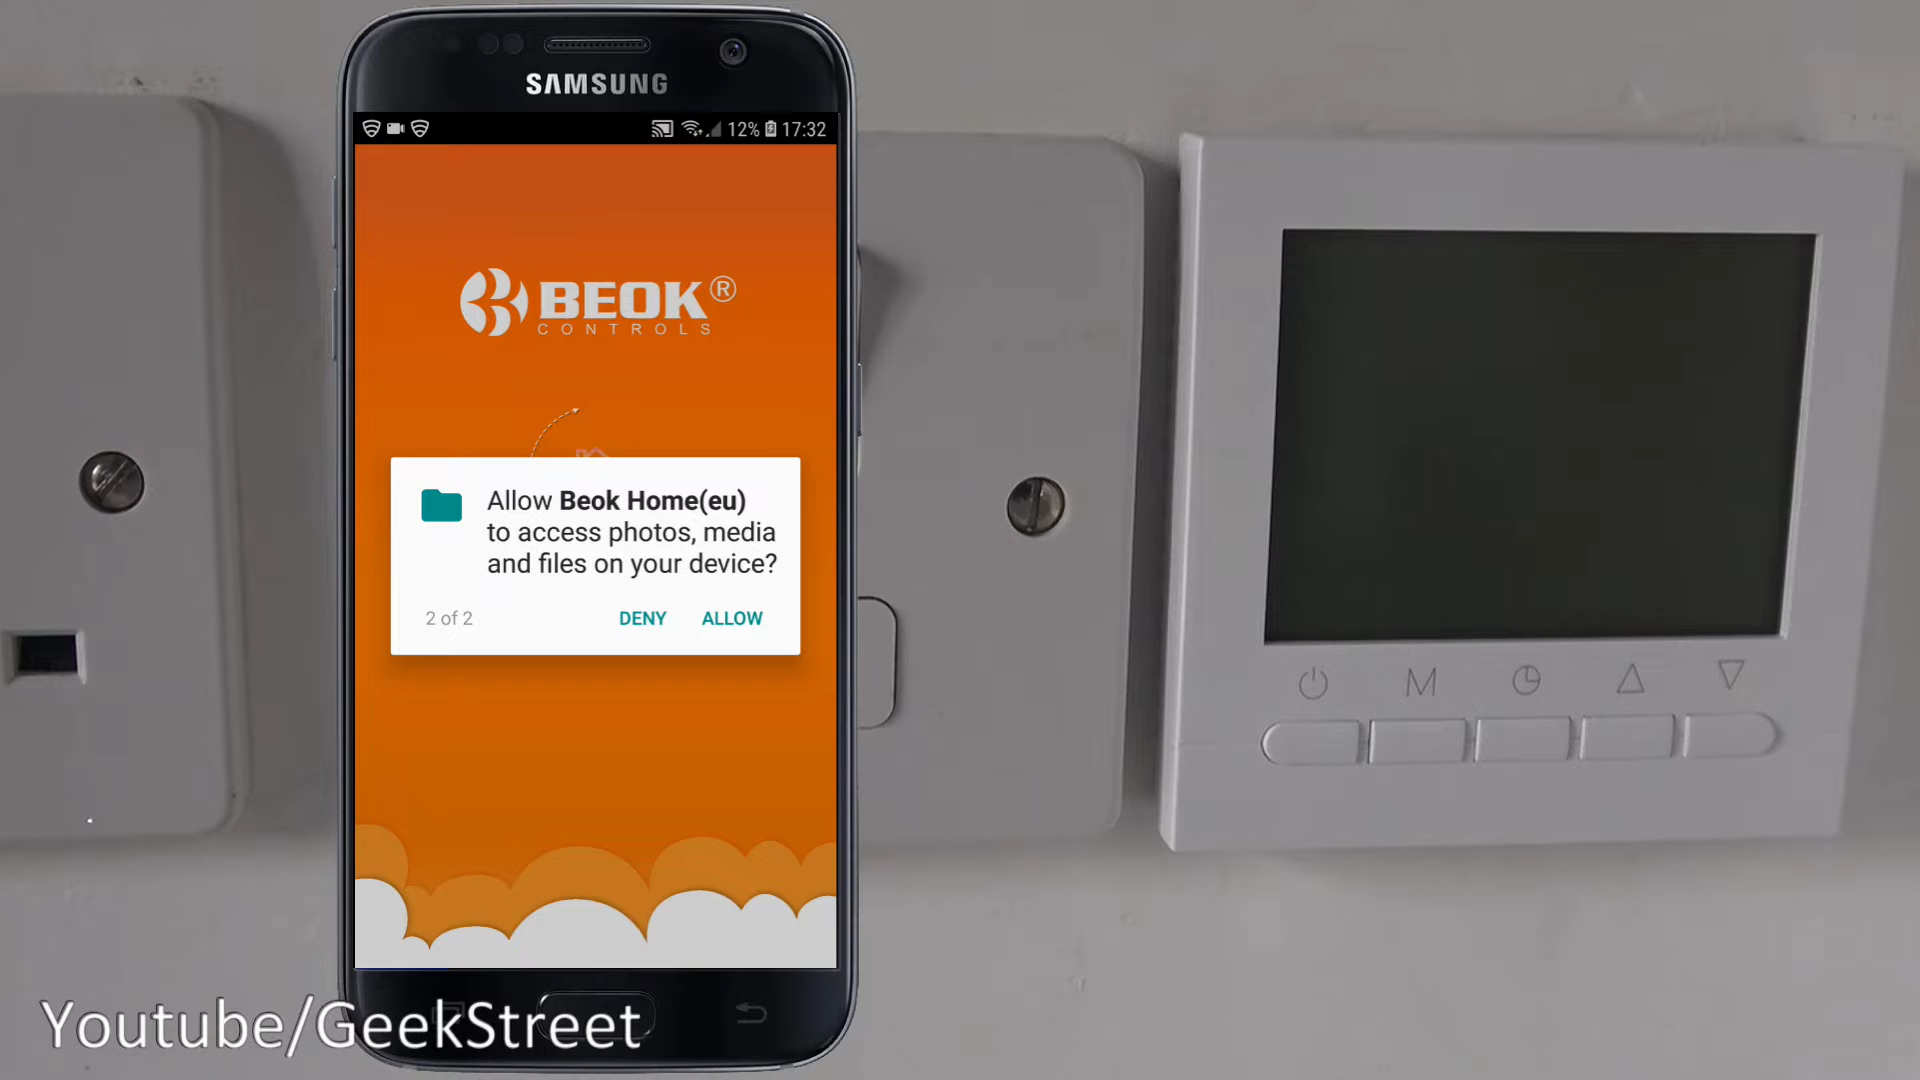 SAMSUNG
12% 17:32
BEOK®
CONTROLS
Allow Beok Home(eu)
to access photos, media
and files on your device?
2 of 2
DENY ALLOW
M
Youtube/GeekStreet